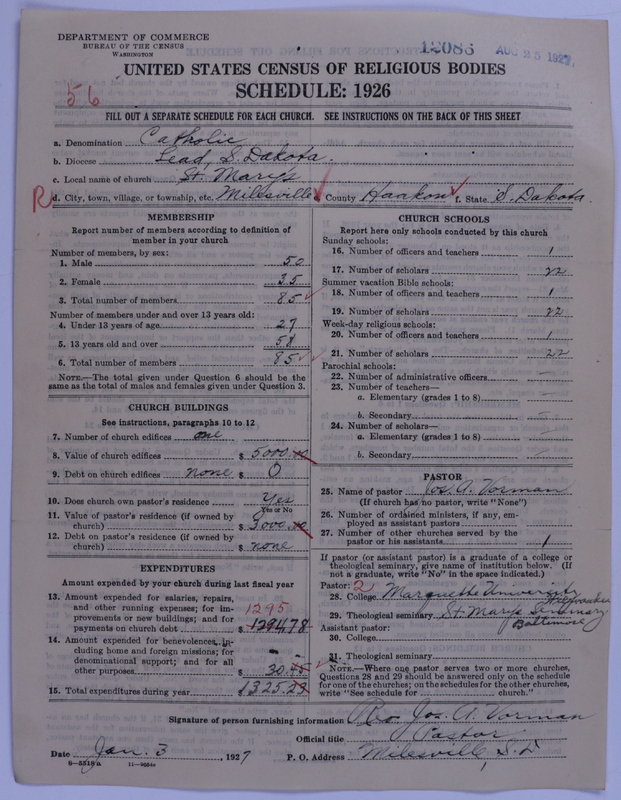 DEPARTMENT OF COMMERCE
BUREAU OF THE CENSUS
WASHINGTON
12086 AUG 25 1927
UNITED STATES CENSUS OF RELIGIOUS BODIES
56
SCHEDULE: 1926
FILL OUT A SEPARATE SCHEDULE FOR EACH CHURCH. SEE INSTRUCTIONS ON THE BACK OF THIS SHEET
a. Denomination Catholic
b. Diocese Lead, S. Dakota.
c. Local name of church St. Marys
R d. City, town, village, or township, etc. Milesville County Haakon f. State S. Dakota.
MEMBERSHIP
Report number of members according to definition of
member in your church
Number of members, by sex:
1. Male 50
2. Female 35
3. Total number of members 85
Number of members under and over 13 years old:
4. Under 13 years of age 27
5. 13 years old and over 58
6. Total number of members 85
NOTE.—The total given under Question 6 should be the
same as the total of males and females given under Question 3.
CHURCH BUILDINGS
See instructions, paragraphs 10 to 12
7. Number of church edifices one
8. Value of church edifices $ 5000.00
9. Debt on church edifices none $ 0
10. Does church own pastor's residence Yes
Yes or No
11. Value of pastor's residence (if owned by
church) $ 3000.00
12. Debt on pastor's residence (if owned by
church) $ none
EXPENDITURES
Amount expended by your church during last fiscal year
13. Amount expended for salaries, repairs,
and other running expenses; for im-
provements or new buildings; and for 1295
payments on church debt $ 1294.78
14. Amount expended for benevolences, in-
cluding home and foreign missions; for
denominational support; and for all
other purposes $ 30.45
15. Total expenditures during year $1325.23
CHURCH SCHOOLS
Report here only schools conducted by this church
Sunday schools:
16. Number of officers and teachers 1
17. Number of scholars 22
Summer vacation Bible schools:
18. Number of officers and teachers 1
19. Number of scholars 22
Week-day religious schools:
20. Number of officers and teachers 1
21. Number of scholars 22
Parochial schools:
22. Number of administrative officers
23. Number of teachers—
a. Elementary (grades 1 to 8)
b. Secondary
24. Number of scholars—
a. Elementary (grades 1 to 8)
b. Secondary
PASTOR
25. Name of pastor Jos. A. Vorman
(If church has no pastor, write "None")
26. Number of ordained ministers, if any, em-
ployed as assistant pastors
27. Number of other churches served by the
pastor or his assistants 1
If pastor (or assistant pastor) is a graduate of a college or
theological seminary, give name of institution below. (If
not a graduate, write "No" in the space indicated.)
Pastor: 2
28. College Marquette University Milwaukee
29. Theological seminary St. Marys Seminary
Assistant pastor: Baltimore
30. College
31. Theological seminary
NOTE.—Where one pastor serves two or more churches,
Questions 28 and 29 should be answered only on the schedule
for one of the churches; on the schedules for the other churches,
write "See schedule for church."
Signature of person furnishing information Rev. Jos. A. Vorman
Official title Pastor
Date Jan. 3, 1927 P. O. Address Milesville, S. D